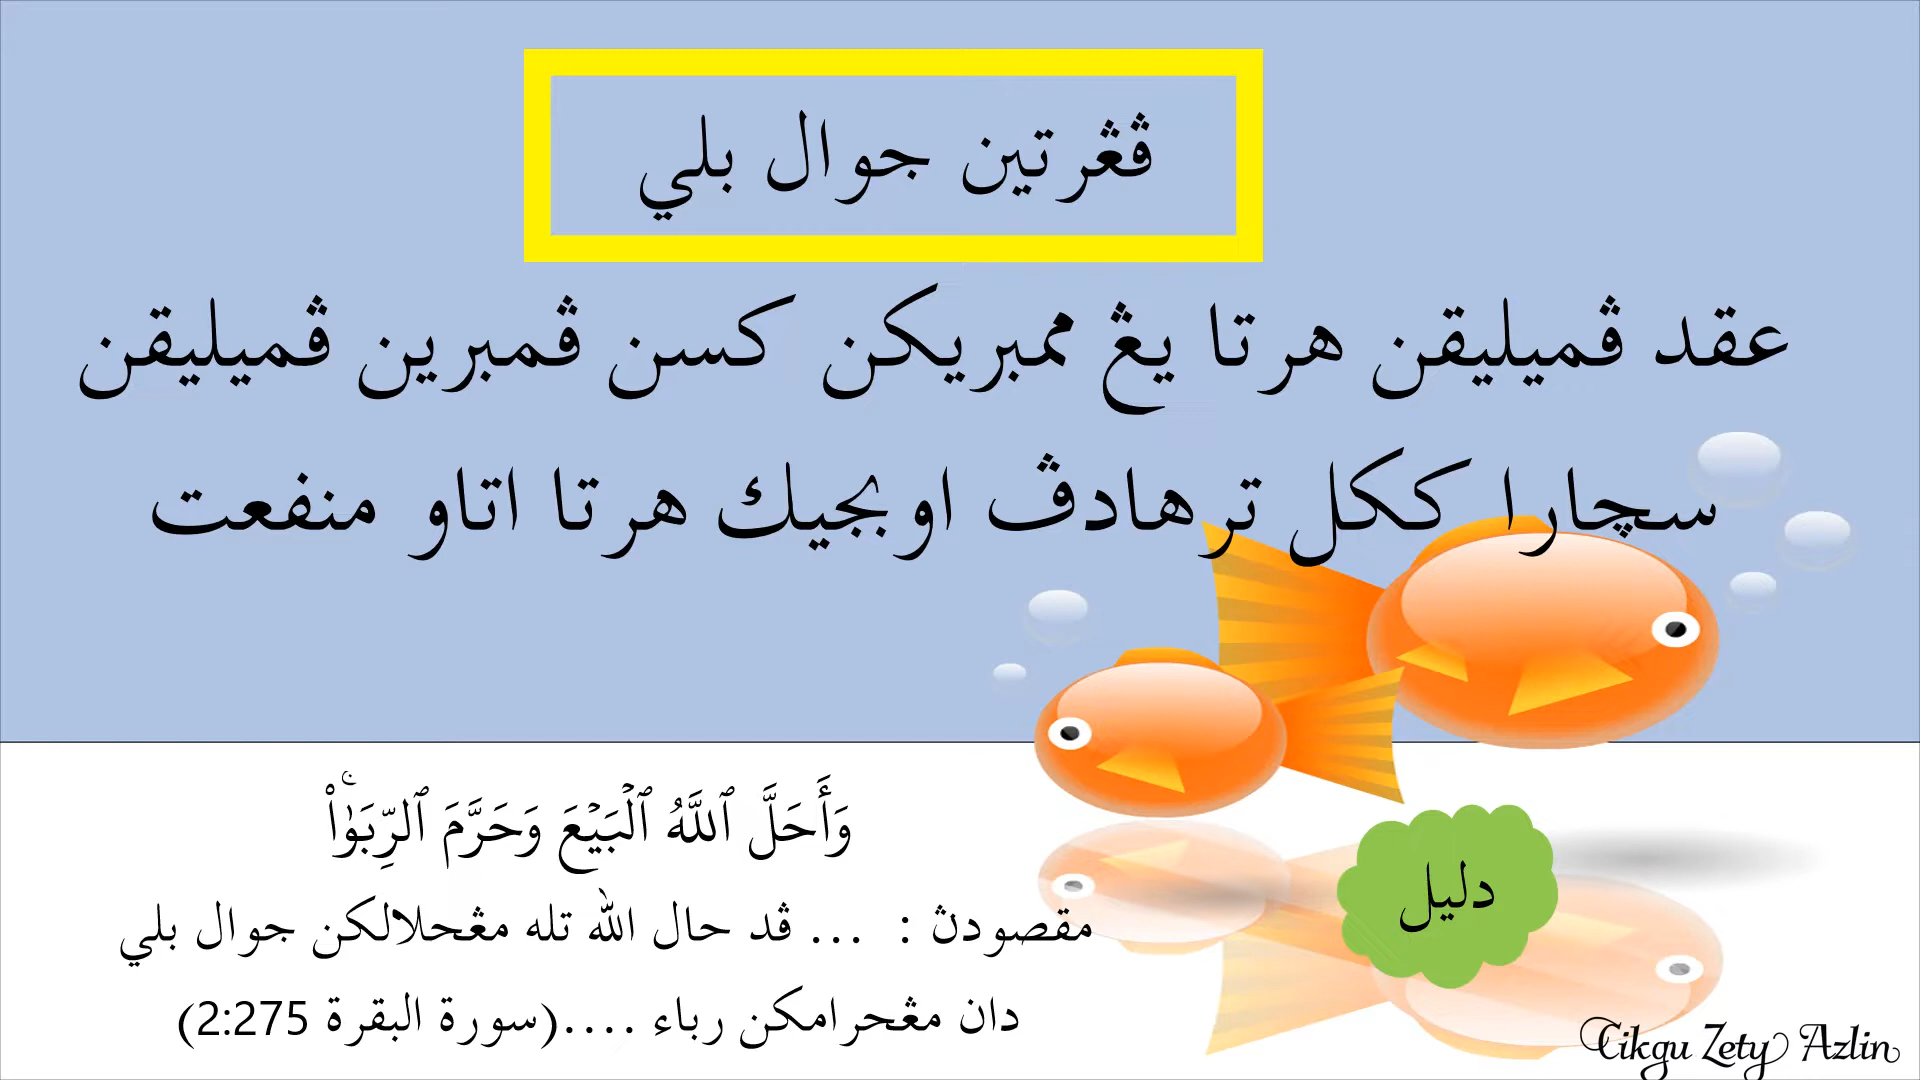 ڤڠرتين جوال بلي
عقد ڤميليقن هرتا يڠ ممبريکن کسن ڤمبرين ڤميليقن
سچارا ککل ترهادڤ اوبجيك هرتا اتاو منفعت
وَأَحَلَّ ٱللَّهُ ٱلۡبَيۡعَ وَحَرَّمَ ٱلرِّبَوٰاْۚ
دليل
مقصودڽ : ... ڤد حال الله تله مڠحلالکن جوال بلي
دان مڠحرامکن رباء ....(سورة البقرة 2:275)
Cikgu Zety Azlin